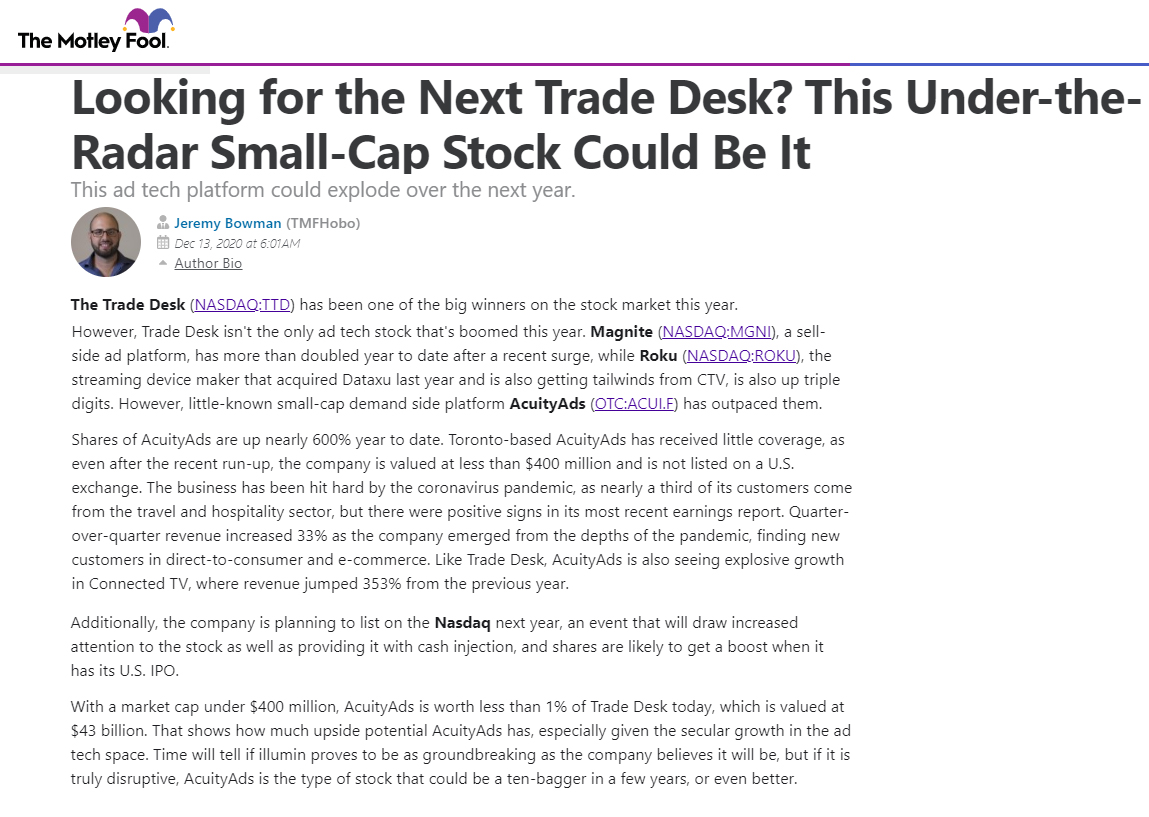 The Motley Fool.
Looking for the Next Trade Desk? This Under-the-
Radar Small-Cap Stock Could Be It
This ad tech platform could explode over the next year.
Jeremy Bowman (TMFHobo)
Dec 13, 2020 at 6:01AM
Author Bio
The Trade Desk (NASDAQ:TTD) has been one of the big winners on the stock market this year.
However, Trade Desk isn't the only ad tech stock that's boomed this year. Magnite (NASDAQ:MGNI), a sell-
side ad platform, has more than doubled year to date after a recent surge, while Roku (NASDAQ:ROKU), the
streaming device maker that acquired Dataxu last year and is also getting tailwinds from CTV, is also up triple
digits. However, little-known small-cap demand side platform AcuityAds (OTC:ACUI.F) has outpaced them.
Shares of AcuityAds are up nearly 600% year to date. Toronto-based AcuityAds has received little coverage, as
even after the recent run-up, the company is valued at less than $400 million and is not listed on a U.S.
exchange. The business has been hit hard by the coronavirus pandemic, as nearly a third of its customers come
from the travel and hospitality sector, but there were positive signs in its most recent earnings report. Quarter-
over-quarter revenue increased 33% as the company emerged from the depths of the pandemic, finding new
customers in direct-to-consumer and e-commerce. Like Trade Desk, AcuityAds is also seeing explosive growth
in Connected TV, where revenue jumped 353% from the previous year.
Additionally, the company is planning to list on the Nasdaq next year, an event that will draw increased
attention to the stock as well as providing it with cash injection, and shares are likely to get a boost when it
has its U.S. IPO.
With a market cap under $400 million, AcuityAds is worth less than 1% of Trade Desk today, which is valued at
$43 billion. That shows how much upside potential AcuityAds has, especially given the secular growth in the ad
tech space. Time will tell if illumin proves to be as groundbreaking as the company believes it will be, but if it is
truly disruptive, AcuityAds is the type of stock that could be a ten-bagger in a few years, or even better.